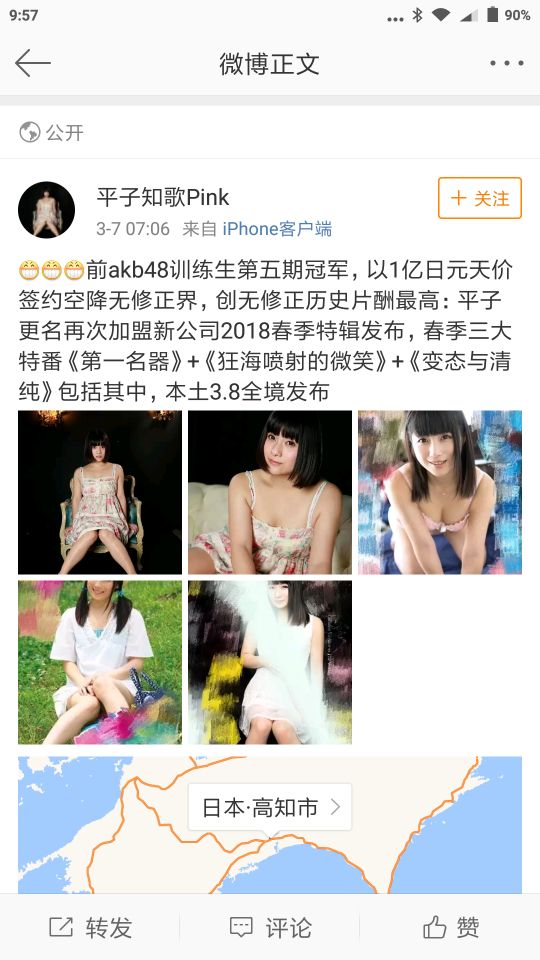 9:57
90%
微博正文
公开
平子知歌Pink
+ 关注
3-7 07:06 来自 iPhone客户端
😁😁😁前akb48训练生第五期冠军，以1亿日元天价
签约空降无修正界，创无修正历史片酬最高：平子
更名再次加盟新公司2018春季特辑发布，春季三大
特番《第一名器》+《狂海喷射的微笑》+《变态与清
纯》包括其中，本土3.8全境发布
日本·高知市
转发
评论
赞